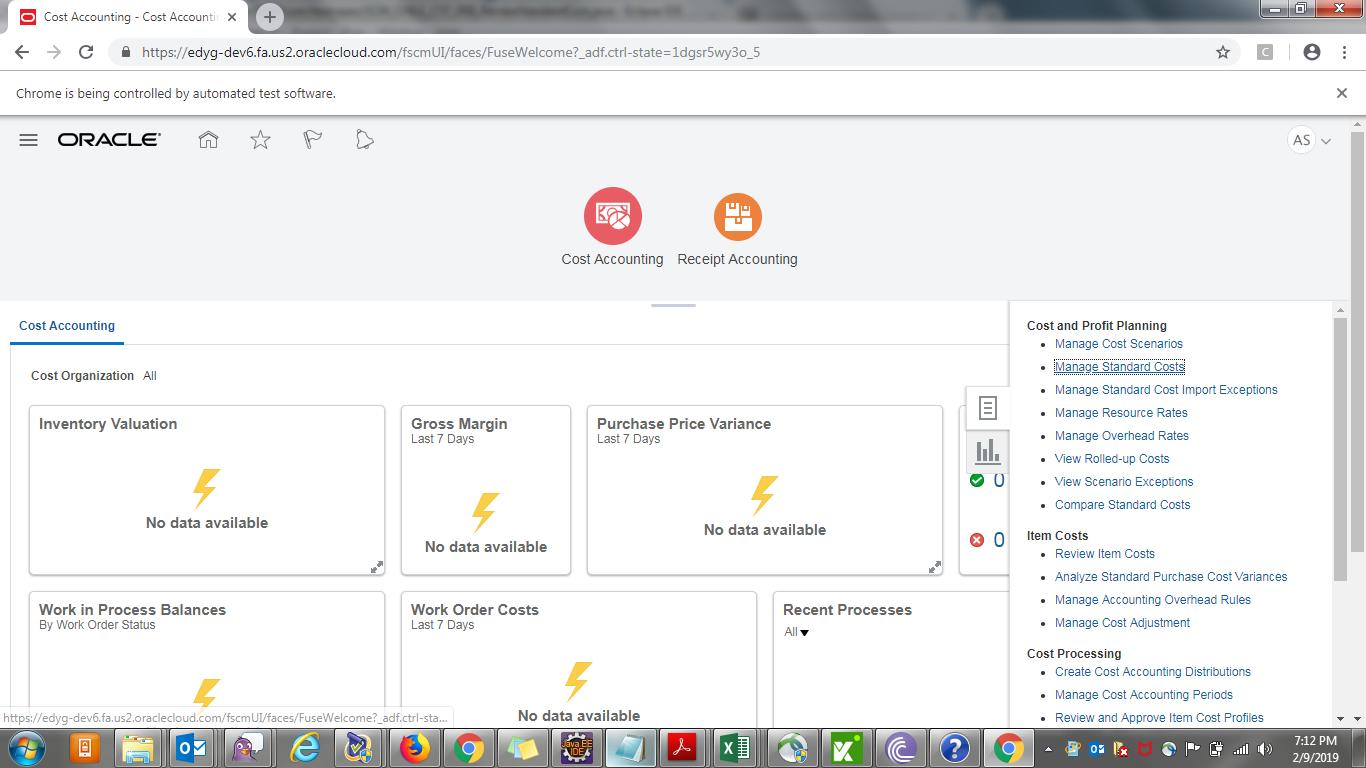 Cost Accounting - Cost Accountin
https://edyg-dev6.fa.us2.oraclecloud.com/fscmUI/faces/FuseWelcome?_adf.ctrl-state=1dgsr5wy3o_5
C
Chrome is being controlled by automated test software.
ORACLE
AS
Cost Accounting
Receipt Accounting
Cost Accounting
Cost Organization All
Inventory Valuation
No data available
Gross Margin
Last 7 Days
No data available
Purchase Price Variance
Last 7 Days
No data available
0
0
Work in Process Balances
By Work Order Status
Work Order Costs
Last 7 Days
No data available
Recent Processes
All
Cost and Profit Planning
Manage Cost Scenarios
Manage Standard Costs
Manage Standard Cost Import Exceptions
Manage Resource Rates
Manage Overhead Rates
View Rolled-up Costs
View Scenario Exceptions
Compare Standard Costs
Item Costs
Review Item Costs
Analyze Standard Purchase Cost Variances
Manage Accounting Overhead Rules
Manage Cost Adjustment
Cost Processing
Create Cost Accounting Distributions
Manage Cost Accounting Periods
Review and Approve Item Cost Profiles
https://edyg-dev6.fa.us2.oraclecloud.com/fscmUI/faces/FuseWelcome?_adf.ctrl-sta...
Java EE
IDE
7:12 PM
2/9/2019